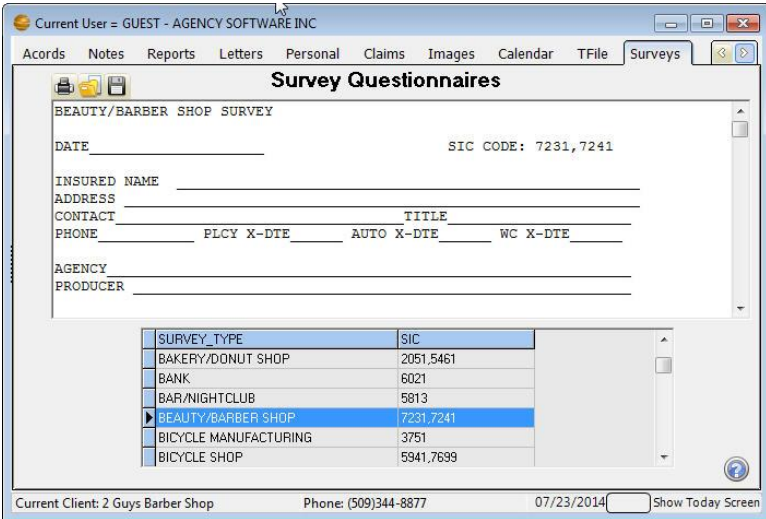 Current User = GUEST - AGENCY SOFTWARE INC
Acords Notes Reports Letters Personal Claims Images Calendar TFile Surveys
Survey Questionnaires
BEAUTY/BARBER SHOP SURVEY
DATE SIC CODE: 7231,7241
INSURED NAME
ADDRESS
CONTACT TITLE
PHONE PLCY X-DTE AUTO X-DTE WC X-DTE
AGENCY
PRODUCER
SURVEY_TYPE SIC
BAKERY/DONUT SHOP 2051,5461
BANK 6021
BAR/NIGHTCLUB 5813
BEAUTY/BARBER SHOP 7231,7241
BICYCLE MANUFACTURING 3751
BICYCLE SHOP 5941,7699
Current Client: 2 Guys Barber Shop Phone: (509)344-8877 07/23/2014 Show Today Screen